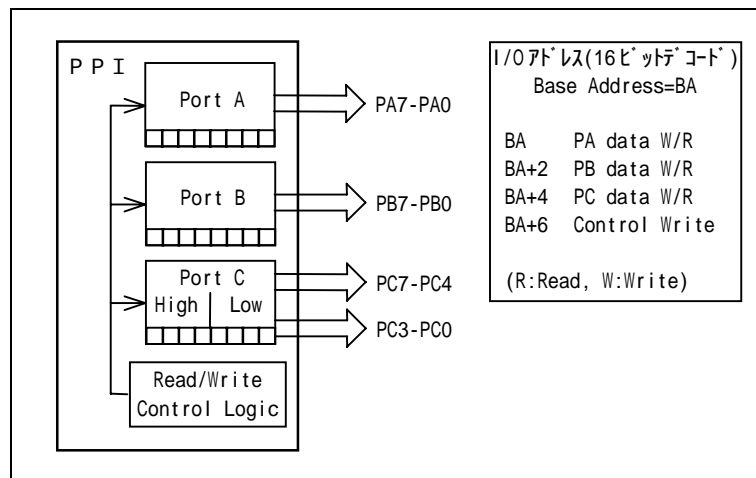 PPI
Port A
PA7-PA0
Port B
PB7-PB0
Port C
High Low
PC7-PC4
PC3-PC0
Read/Write
Control Logic
I/Oアドレス(16ビットデコード)
Base Address=BA
BA PA data W/R
BA+2 PB data W/R
BA+4 PC data W/R
BA+6 Control Write
(R:Read, W:Write)